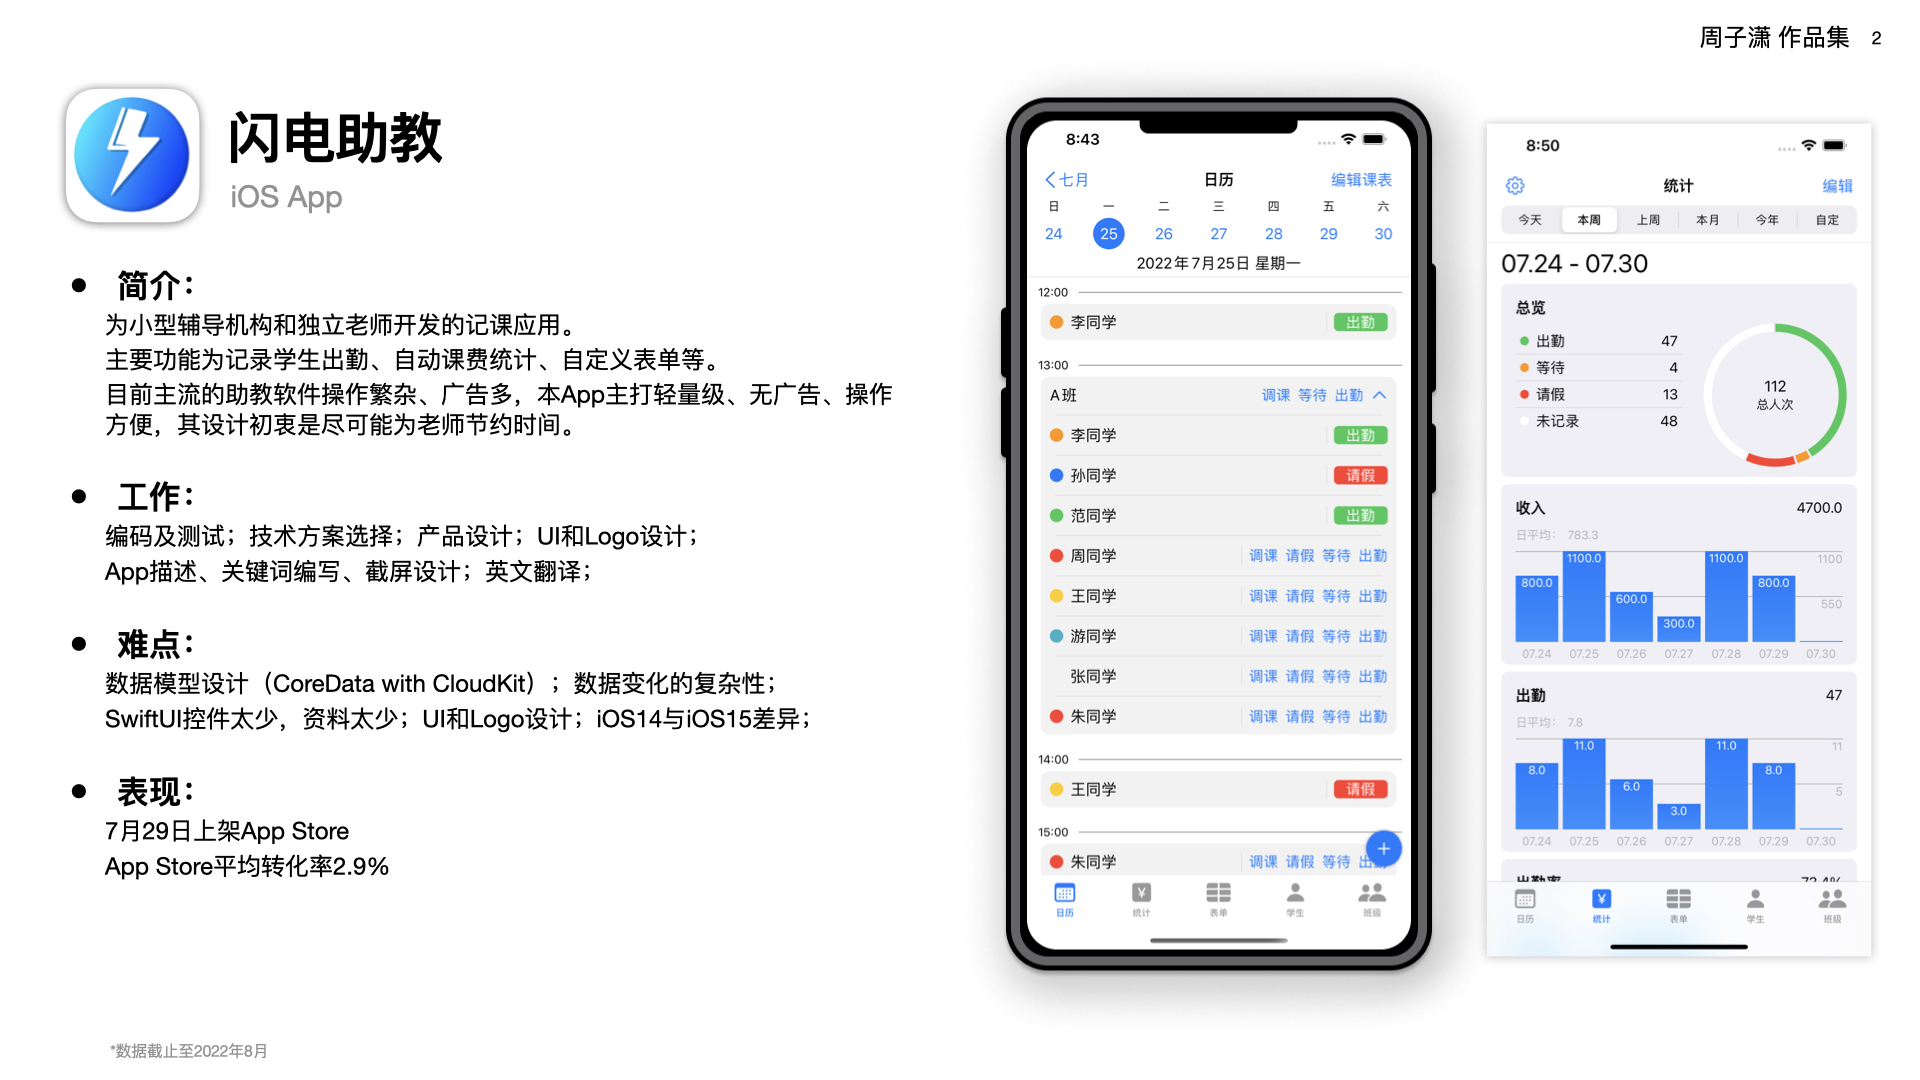 周子潇 作品集 2
闪电助教
iOS App
• 简介：
为小型辅导机构和独立老师开发的记课应用。
主要功能为记录学生出勤、自动课费统计、自定义表单等。
目前主流的助教软件操作繁杂、广告多，本App主打轻量级、无广告、操作
方便，其设计初衷是尽可能为老师节约时间。
• 工作：
编码及测试；技术方案选择；产品设计；UI和Logo设计；
App描述、关键词编写、截屏设计；英文翻译；
• 难点：
数据模型设计（CoreData with CloudKit）；数据变化的复杂性；
SwiftUI控件太少，资料太少；UI和Logo设计；iOS14与iOS15差异；
• 表现：
7月29日上架App Store
App Store平均转化率2.9%
*数据截止至2022年8月
8:43
七月 日历 编辑课表
日 一 二 三 四 五 六
24 25 26 27 28 29 30
2022年7月25日 星期一
12:00
李同学 出勤
13:00
A班 调课 等待 出勤
李同学 出勤
孙同学 请假
范同学 出勤
周同学 调课 请假 等待 出勤
王同学 调课 请假 等待 出勤
游同学 调课 请假 等待 出勤
张同学 调课 请假 等待 出勤
朱同学 调课 请假 等待 出勤
14:00
王同学 请假
15:00
朱同学 调课 请假 等待 出
+
日历 统计 表单 学生 班级
8:50
统计 编辑
今天 本周 上周 本月 今年 自定
07.24 - 07.30
总览
出勤 47
等待 4
请假 13
未记录 48
112
总人次
收入 4700.0
日平均： 783.3
800.0 1100.0 600.0 300.0 1100.0 800.0
1100
550
07.24 07.25 07.26 07.27 07.28 07.29 07.30
出勤 47
日平均： 7.8
8.0 11.0 6.0 3.0 11.0 8.0
11
5
07.24 07.25 07.26 07.27 07.28 07.29 07.30
出勤率 72.4%
日历 统计 表单 学生 班级